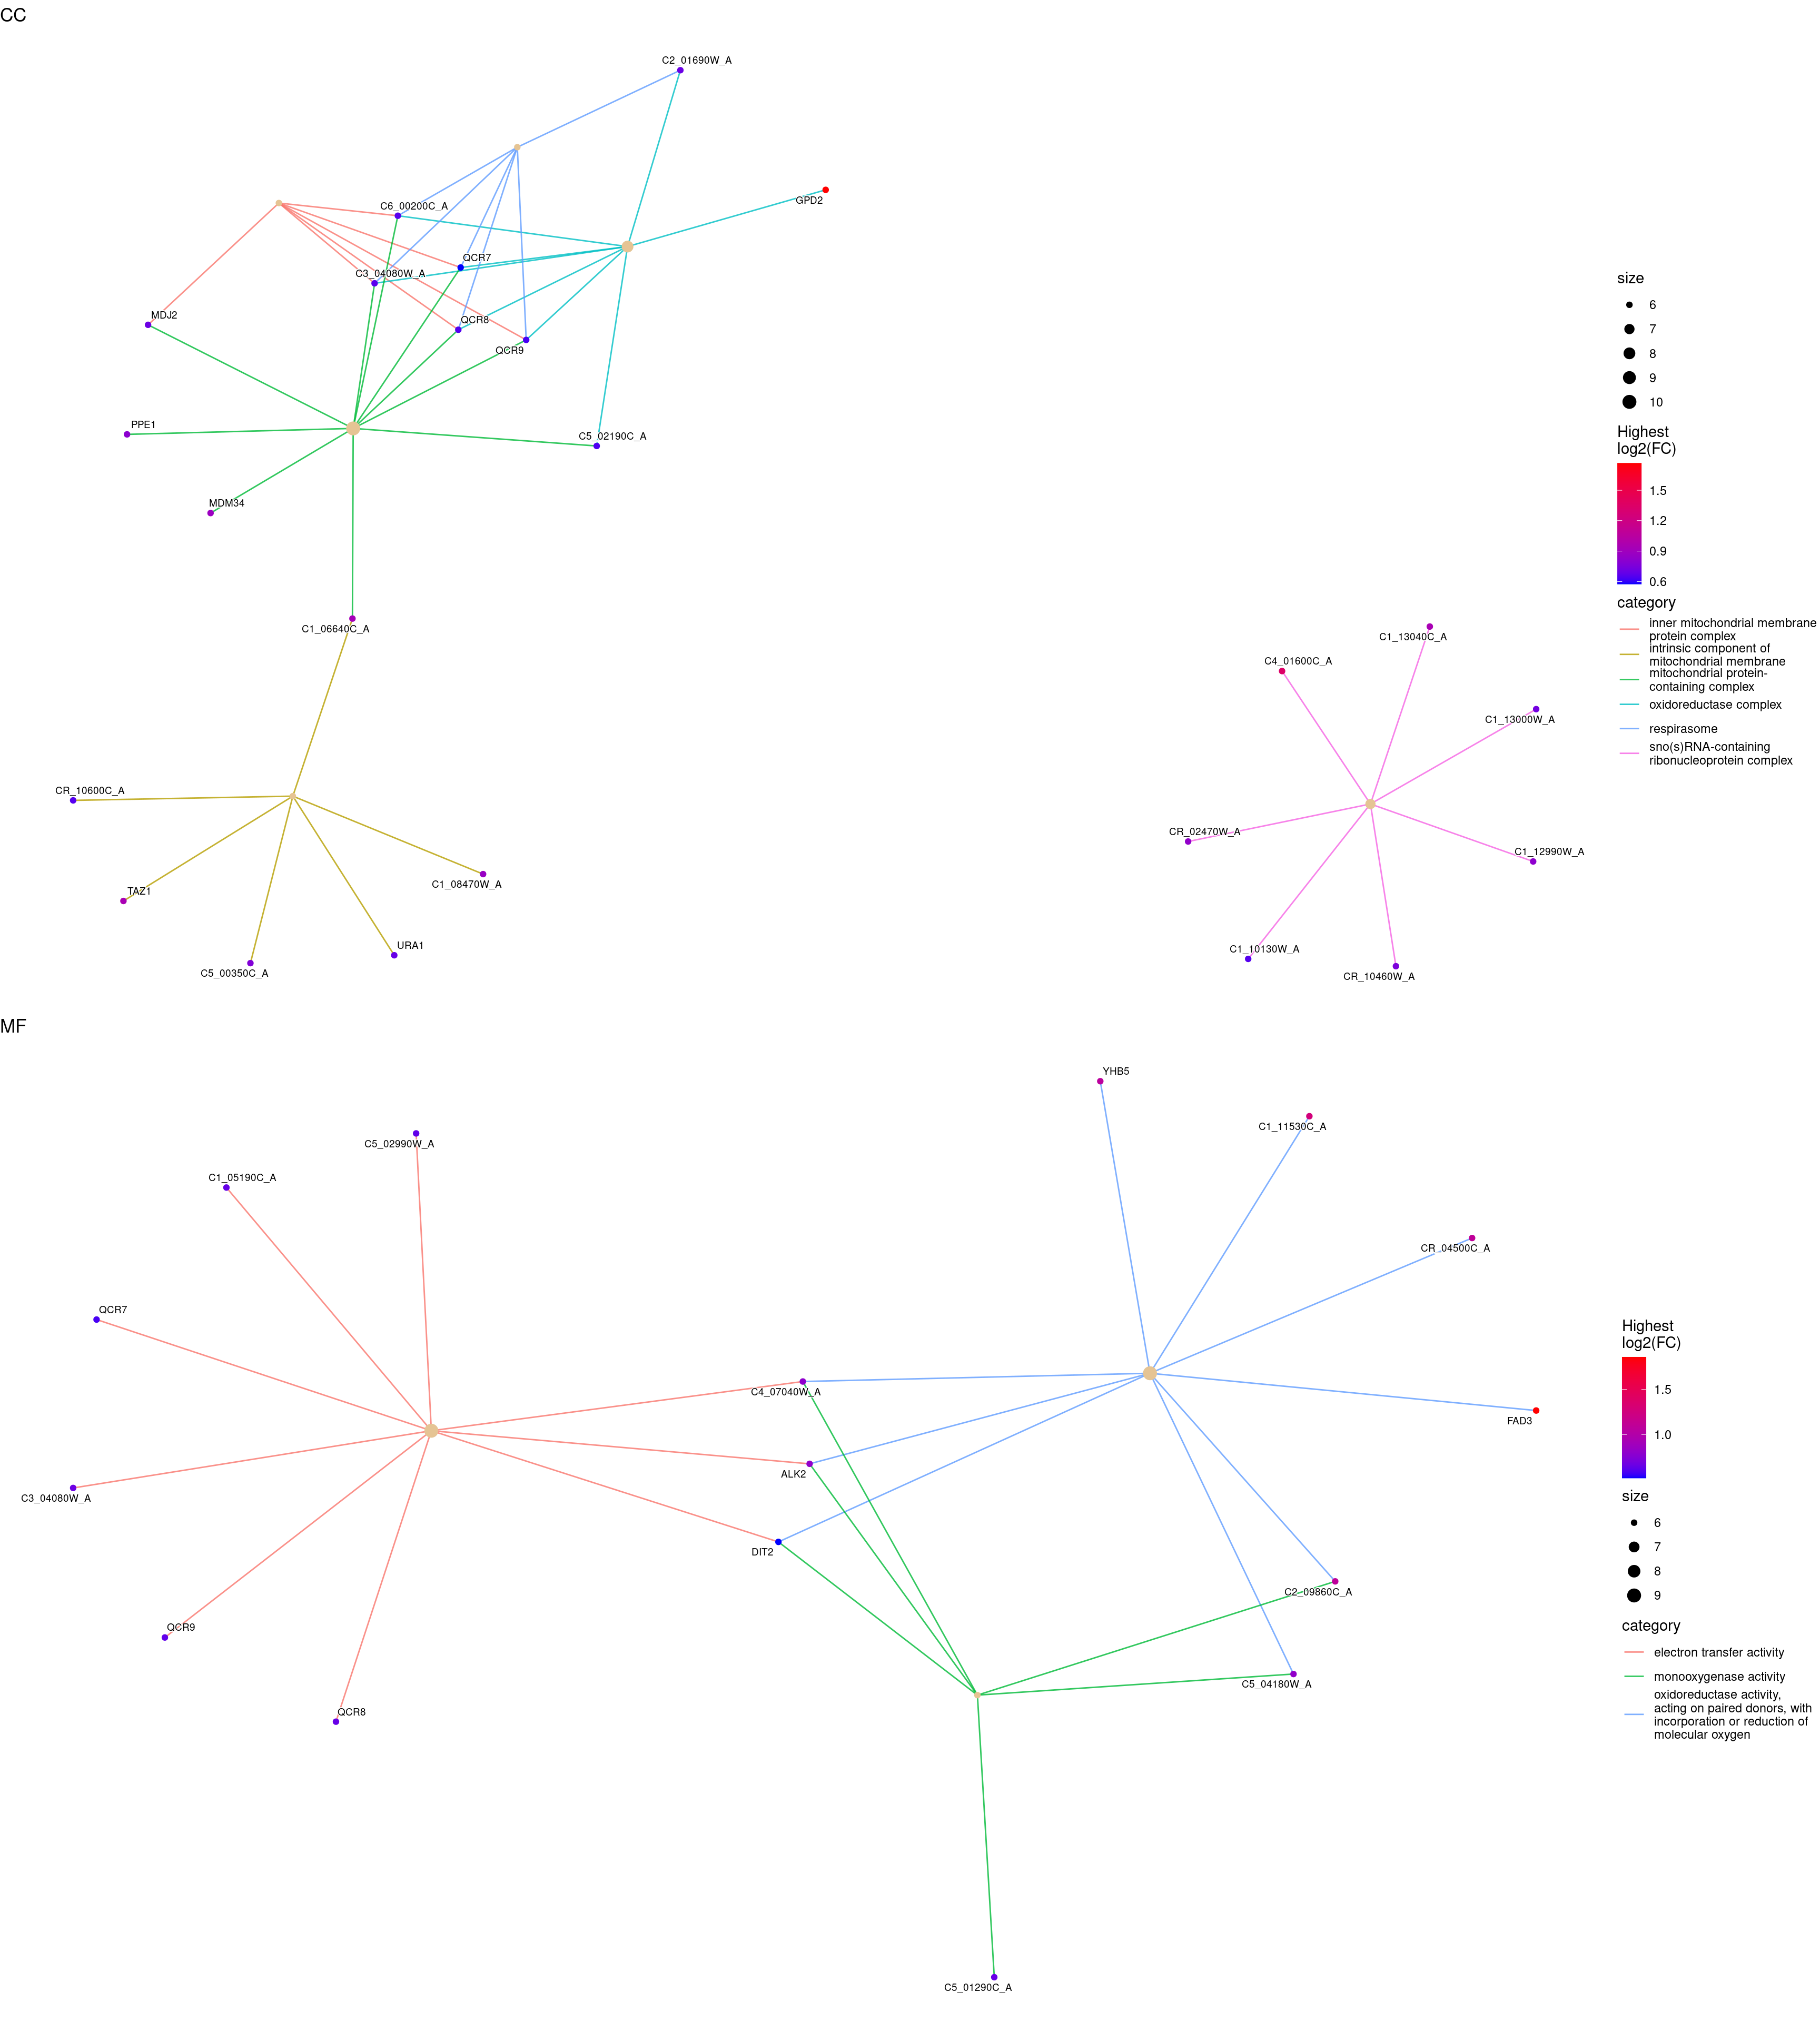 CC
C2_01690W_A
GPD2
C6_00200C_A
QCR7
C3_04080W_A
MDJ2
QCR8
QCR9
PPE1
C5_02190C_A
MDM34
C1_06640C_A
CR_10600C_A
TAZ1
C1_08470W_A
URA1
C5_00350C_A
C1_13040C_A
C4_01600C_A
C1_13000W_A
CR_02470W_A
C1_12990W_A
C1_10130W_A
CR_10460W_A
size
6
7
8
9
10
Highest
log2(FC)
1.5
1.2
0.9
0.6
category
inner mitochondrial membrane
protein complex
intrinsic component of
mitochondrial membrane
mitochondrial protein-
containing complex
oxidoreductase complex
respirasome
sno(s)RNA-containing
ribonucleoprotein complex
MF
YHB5
C1_11530C_A
C5_02990W_A
C1_05190C_A
CR_04500C_A
QCR7
C4_07040W_A
FAD3
ALK2
C3_04080W_A
DIT2
C2_09860C_A
QCR9
C5_04180W_A
QCR8
C5_01290C_A
Highest
log2(FC)
1.5
1.0
size
6
7
8
9
category
electron transfer activity
monooxygenase activity
oxidoreductase activity,
acting on paired donors, with
incorporation or reduction of
molecular oxygen